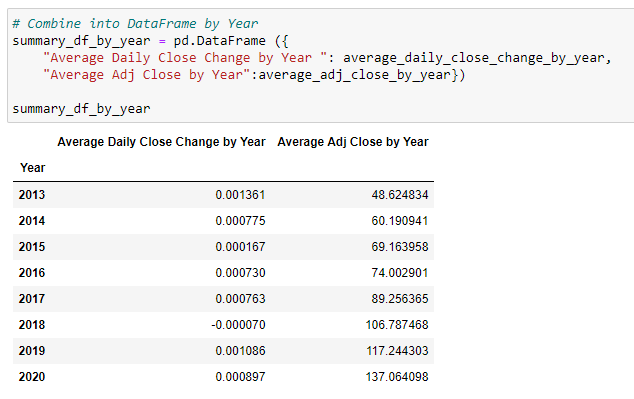 # Combine into DataFrame by Year
summary_df_by_year = pd.DataFrame ({
    "Average Daily Close Change by Year ": average_daily_close_change_by_year,
    "Average Adj Close by Year":average_adj_close_by_year})
summary_df_by_year
Average Daily Close Change by Year Average Adj Close by Year
Year
2013 0.001361 48.624834
2014 0.000775 60.190941
2015 0.000167 69.163958
2016 0.000730 74.002901
2017 0.000763 89.256365
2018 -0.000070 106.787468
2019 0.001086 117.244303
2020 0.000897 137.064098